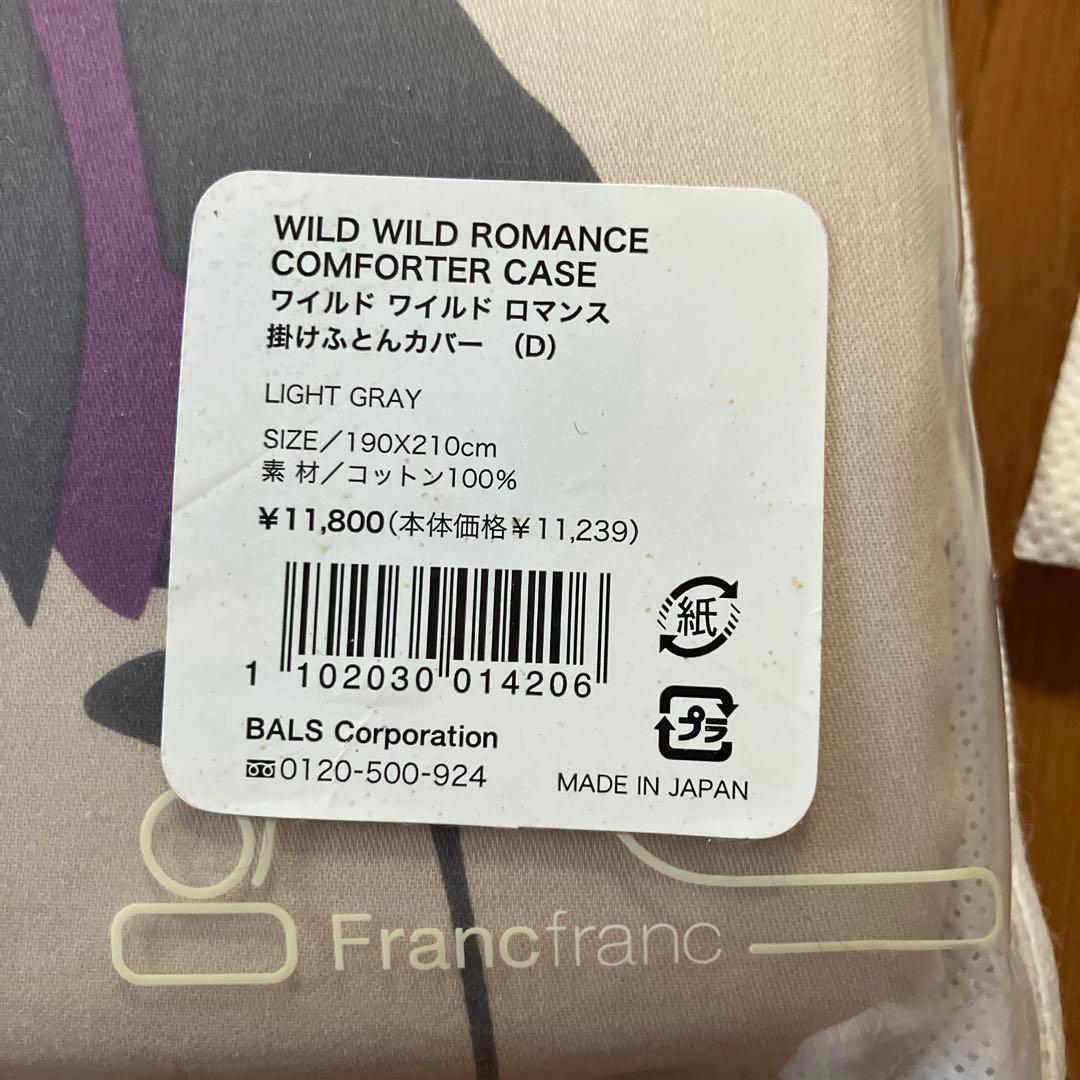 WILD WILD ROMANCE
COMFORTER CASE
ワイルド ワイルド ロマンス
掛けふとんカバー (D)
LIGHT GRAY
SIZE/190X210cm
素 材/コットン100%
¥11,800(本体価格¥11,239)
1 102030 014206
紙
プラ
BALS Corporation
0120-500-924
MADE IN JAPAN
Francfranc